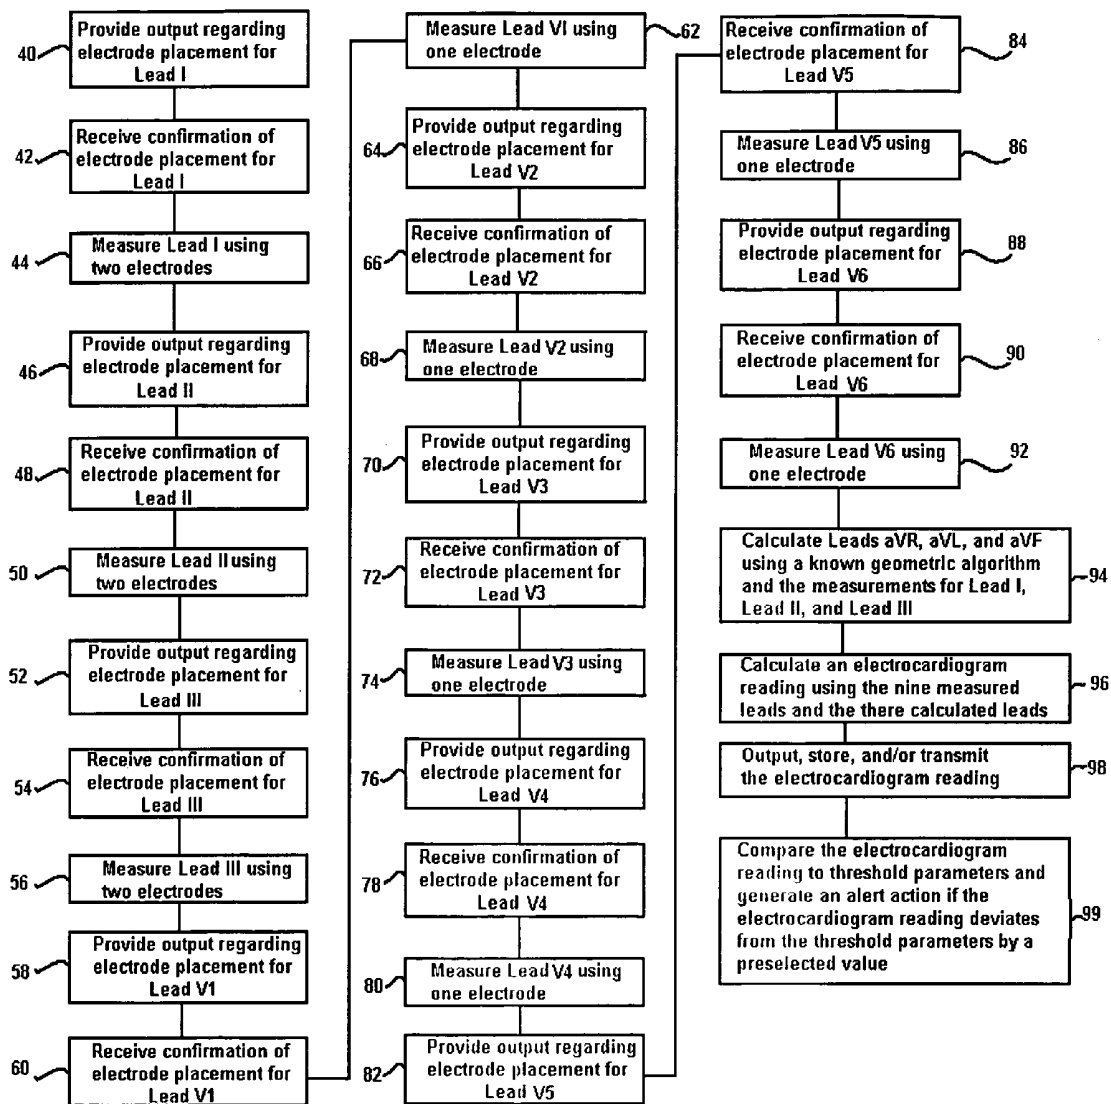 40
Provide output regarding
electrode placement for
Lead I
42
Receive confirmation of
electrode placement for
Lead I
44
Measure Lead I using
two electrodes
46
Provide output regarding
electrode placement for
Lead II
48
Receive confirmation of
electrode placement for
Lead II
50
Measure Lead II using
two electrodes
52
Provide output regarding
electrode placement for
Lead III
54
Receive confirmation of
electrode placement for
Lead III
56
Measure Lead III using
two electrodes
58
Provide output regarding
electrode placement for
Lead V1
60
Receive confirmation of
electrode placement for
Lead V1
Measure Lead VI using
one electrode
62
64
Provide output regarding
electrode placement for
Lead V2
66
Receive confirmation of
electrode placement for
Lead V2
68
Measure Lead V2 using
one electrode
70
Provide output regarding
electrode placement for
Lead V3
72
Receive confirmation of
electrode placement for
Lead V3
74
Measure Lead V3 using
one electrode
76
Provide output regarding
electrode placement for
Lead V4
78
Receive confirmation of
electrode placement for
Lead V4
80
Measure Lead V4 using
one electrode
82
Provide output regarding
electrode placement for
Lead V5
Receive confirmation of
electrode placement for
Lead V5
84
Measure Lead V5 using
one electrode
86
Provide output regarding
electrode placement for
Lead V6
88
Receive confirmation of
electrode placement for
Lead V6
90
Measure Lead V6 using
one electrode
92
Calculate Leads aVR, aVL, and aVF
using a known geometric algorithm
and the measurements for Lead I,
Lead II, and Lead III
94
Calculate an electrocardiogram
reading using the nine measured
leads and the there calculated leads
96
Output, store, and/or transmit
the electrocardiogram reading
98
Compare the electrocardiogram
reading to threshold parameters and
generate an alert action if the
electrocardiogram reading deviates
from the threshold parameters by a
preselected value
99